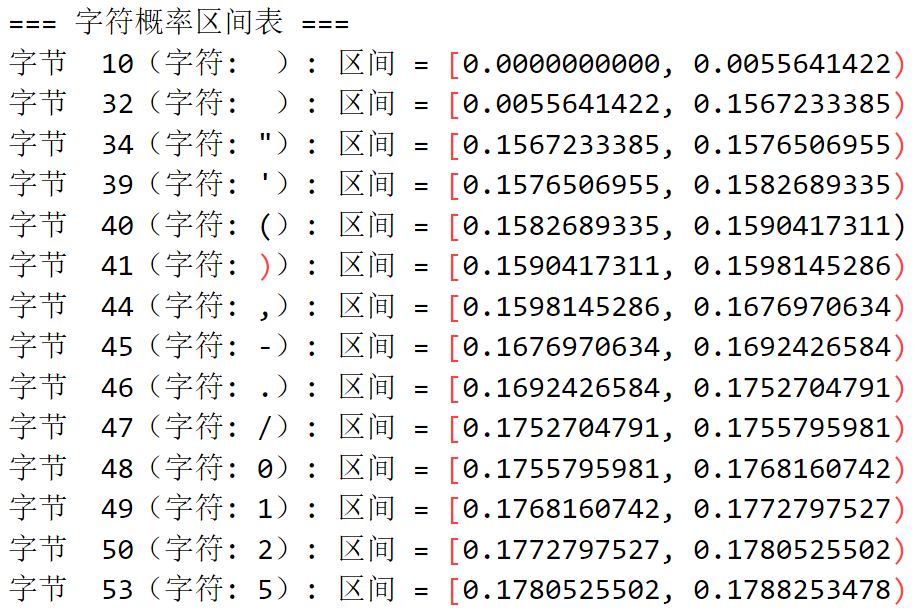 === 字符概率区间表 ===
字节  10（字符:  ）: 区间 = [0.0000000000, 0.0055641422)
字节  32（字符:  ）: 区间 = [0.0055641422, 0.1567233385)
字节  34（字符: "）: 区间 = [0.1567233385, 0.1576506955)
字节  39（字符: '）: 区间 = [0.1576506955, 0.1582689335)
字节  40（字符: (）: 区间 = [0.1582689335, 0.1590417311)
字节  41（字符: )）: 区间 = [0.1590417311, 0.1598145286)
字节  44（字符: ,）: 区间 = [0.1598145286, 0.1676970634)
字节  45（字符: -）: 区间 = [0.1676970634, 0.1692426584)
字节  46（字符: .）: 区间 = [0.1692426584, 0.1752704791)
字节  47（字符: /）: 区间 = [0.1752704791, 0.1755795981)
字节  48（字符: 0）: 区间 = [0.1755795981, 0.1768160742)
字节  49（字符: 1）: 区间 = [0.1768160742, 0.1772797527)
字节  50（字符: 2）: 区间 = [0.1772797527, 0.1780525502)
字节  53（字符: 5）: 区间 = [0.1780525502, 0.1788253478)